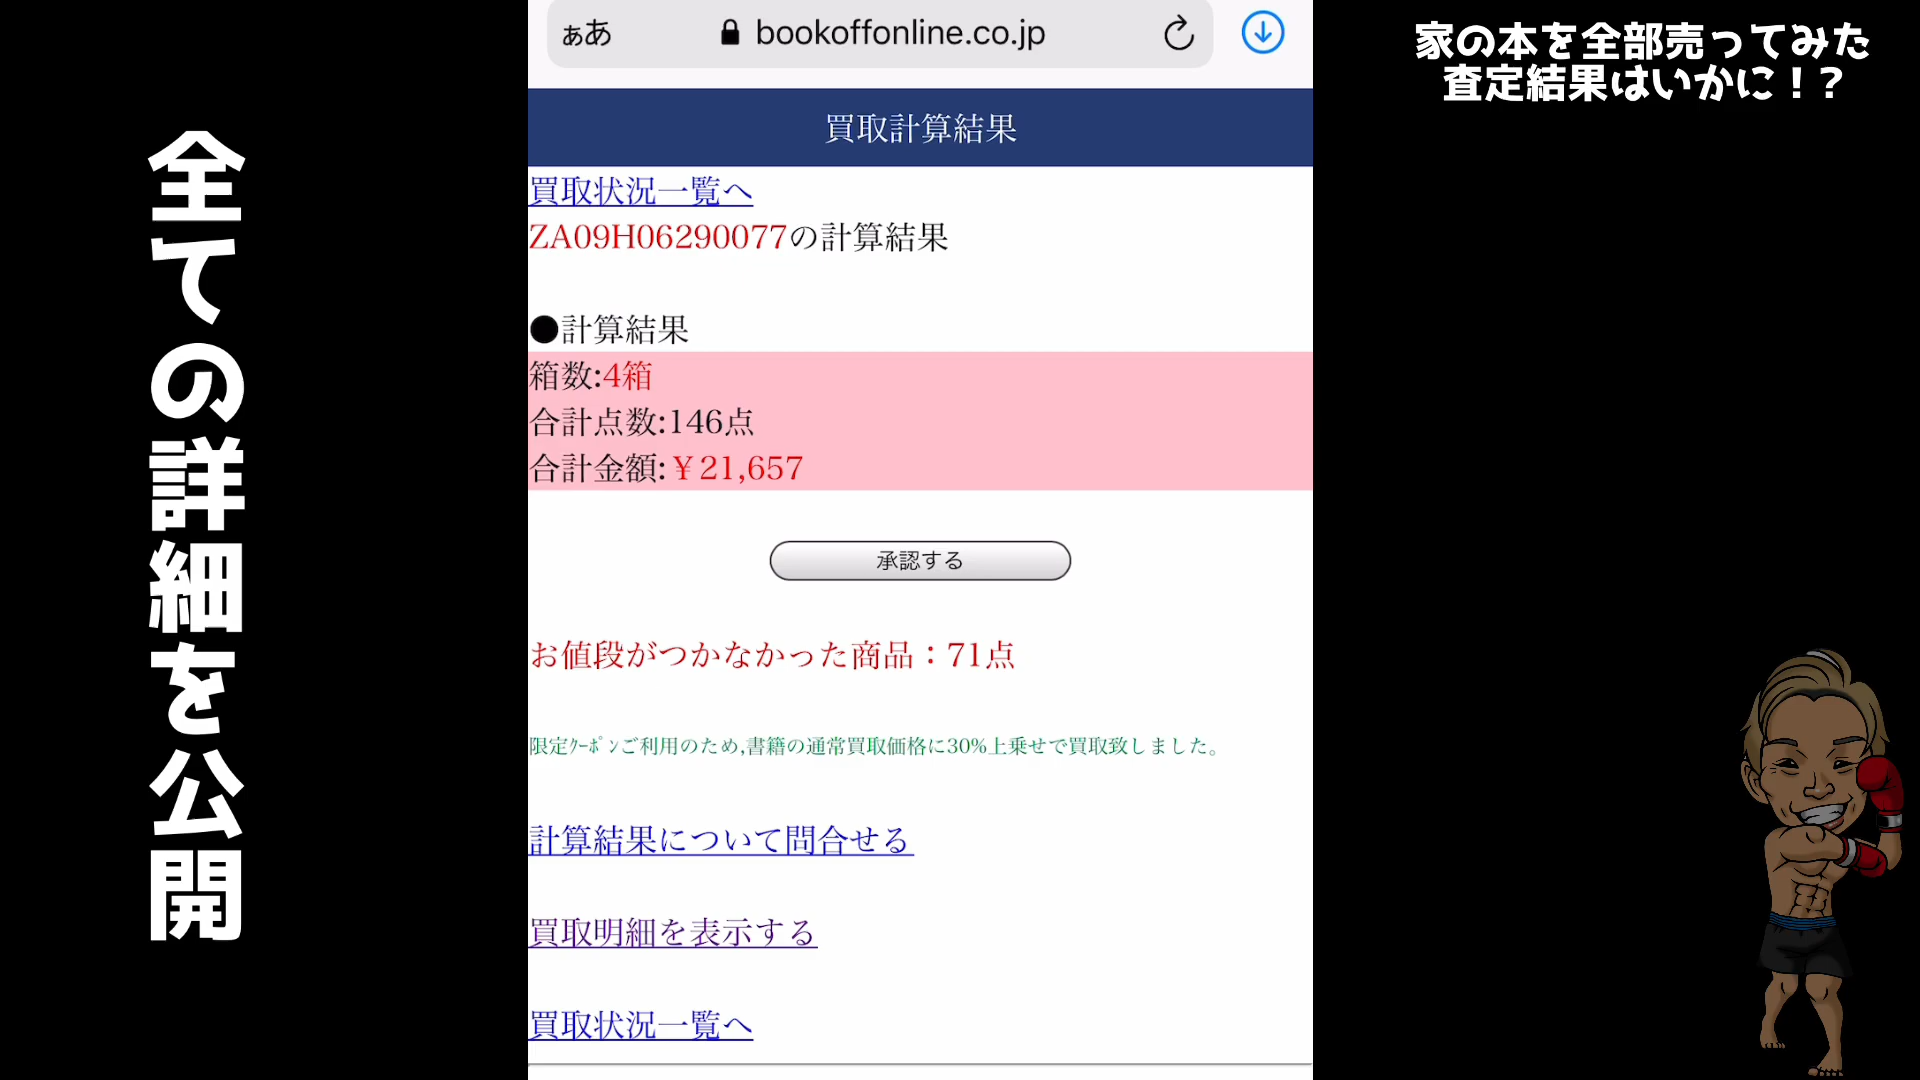 全ての詳細を公開
ぁあ
bookoffonline.co.jp
買取計算結果
買取状況一覧へ
ZA09H06290077の計算結果
●計算結果
箱数:4箱
合計点数:146点
合計金額:￥21,657
承認する
お値段がつかなかった商品：71点
限定ｸｰﾎﾟﾝご利用のため,書籍の通常買取価格に30%上乗せで買取致しました。
計算結果について問合せる
買取明細を表示する
買取状況一覧へ
家の本を全部売ってみた
査定結果はいかに！？